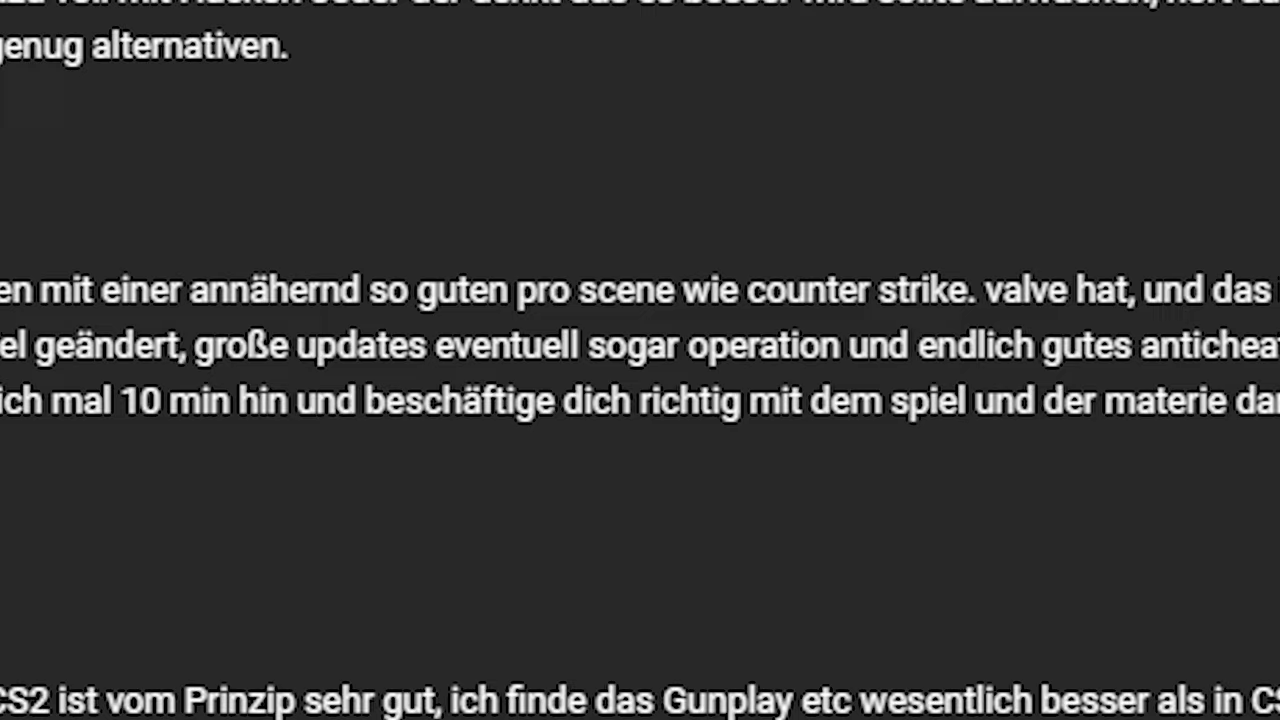 genug alternativen.
en mit einer annähernd so guten pro scene wie counter strike. valve hat, und das
el geändert, große updates eventuell sogar operation und endlich gutes antichea
ich mal 10 min hin und beschäftige dich richtig mit dem spiel und der materie da
CS2 ist vom Prinzip sehr gut, ich finde das Gunplay etc wesentlich besser als in CS